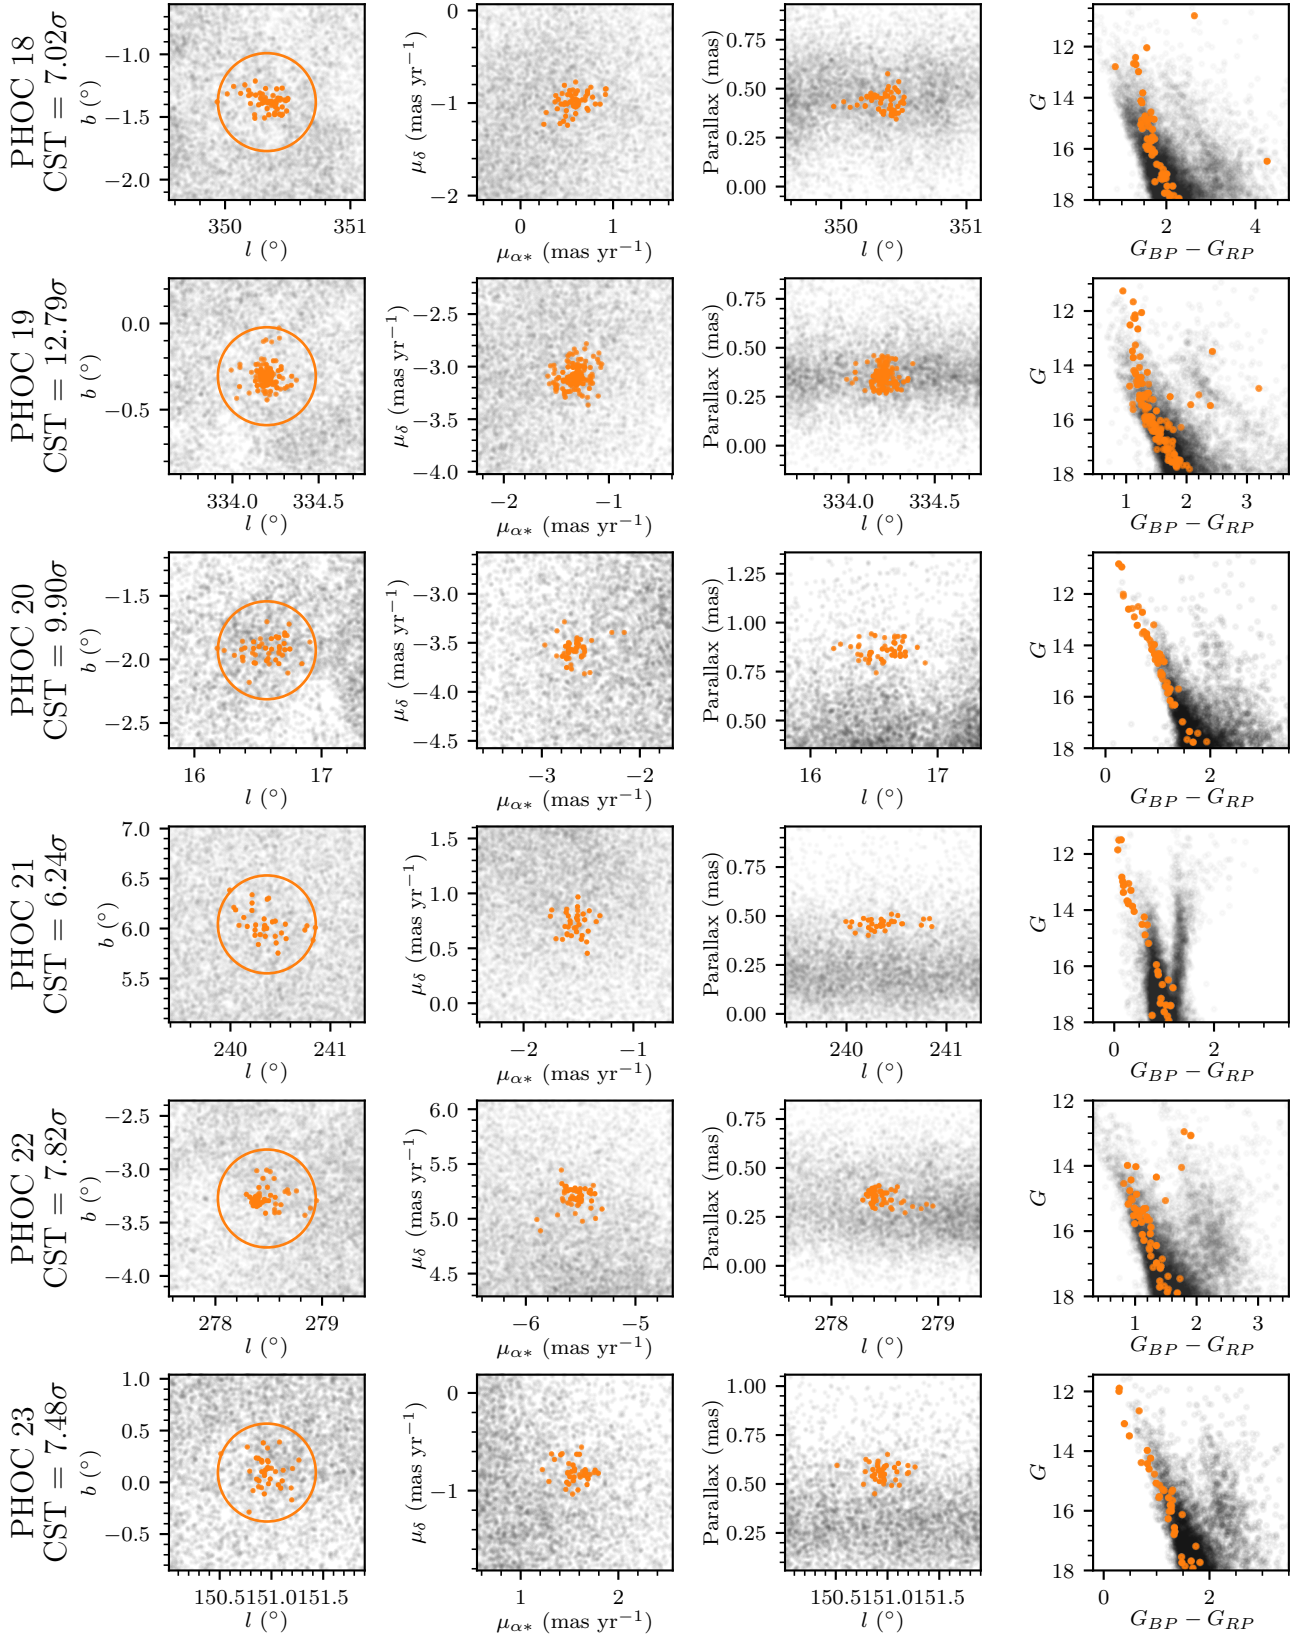 PHOC 18
CST = 7.02σ
b (°)
−1.0
−1.5
−2.0
350 351
l (°)
μδ (mas yr−1)
0
−1
−2
0 1
μα∗ (mas yr−1)
Parallax (mas)
0.75
0.50
0.25
0.00
350 351
l (°)
G
12
14
16
18
2 4
GBP − GRP
PHOC 19
CST = 12.79σ
b (°)
0.0
−0.5
334.0 334.5
l (°)
μδ (mas yr−1)
−2.5
−3.0
−3.5
−4.0
−2 −1
μα∗ (mas yr−1)
Parallax (mas)
0.75
0.50
0.25
0.00
334.0 334.5
l (°)
G
12
14
16
18
1 2 3
GBP − GRP
PHOC 20
CST = 9.90σ
b (°)
−1.5
−2.0
−2.5
16 17
l (°)
μδ (mas yr−1)
−3.0
−3.5
−4.0
−4.5
−3 −2
μα∗ (mas yr−1)
Parallax (mas)
1.25
1.00
0.75
0.50
16 17
l (°)
G
12
14
16
18
0 2
GBP − GRP
PHOC 21
CST = 6.24σ
b (°)
7.0
6.5
6.0
5.5
240 241
l (°)
μδ (mas yr−1)
1.5
1.0
0.5
0.0
−2 −1
μα∗ (mas yr−1)
Parallax (mas)
0.75
0.50
0.25
0.00
240 241
l (°)
G
12
14
16
18
0 2
GBP − GRP
PHOC 22
CST = 7.82σ
b (°)
−2.5
−3.0
−3.5
−4.0
278 279
l (°)
μδ (mas yr−1)
6.0
5.5
5.0
4.5
−6 −5
μα∗ (mas yr−1)
Parallax (mas)
0.75
0.50
0.25
0.00
278 279
l (°)
G
12
14
16
18
1 2 3
GBP − GRP
PHOC 23
CST = 7.48σ
b (°)
1.0
0.5
0.0
−0.5
150.5 151.0 151.5
l (°)
μδ (mas yr−1)
0
−1
1 2
μα∗ (mas yr−1)
Parallax (mas)
1.00
0.75
0.50
0.25
150.5 151.0 151.5
l (°)
G
12
14
16
18
0 2
GBP − GRP